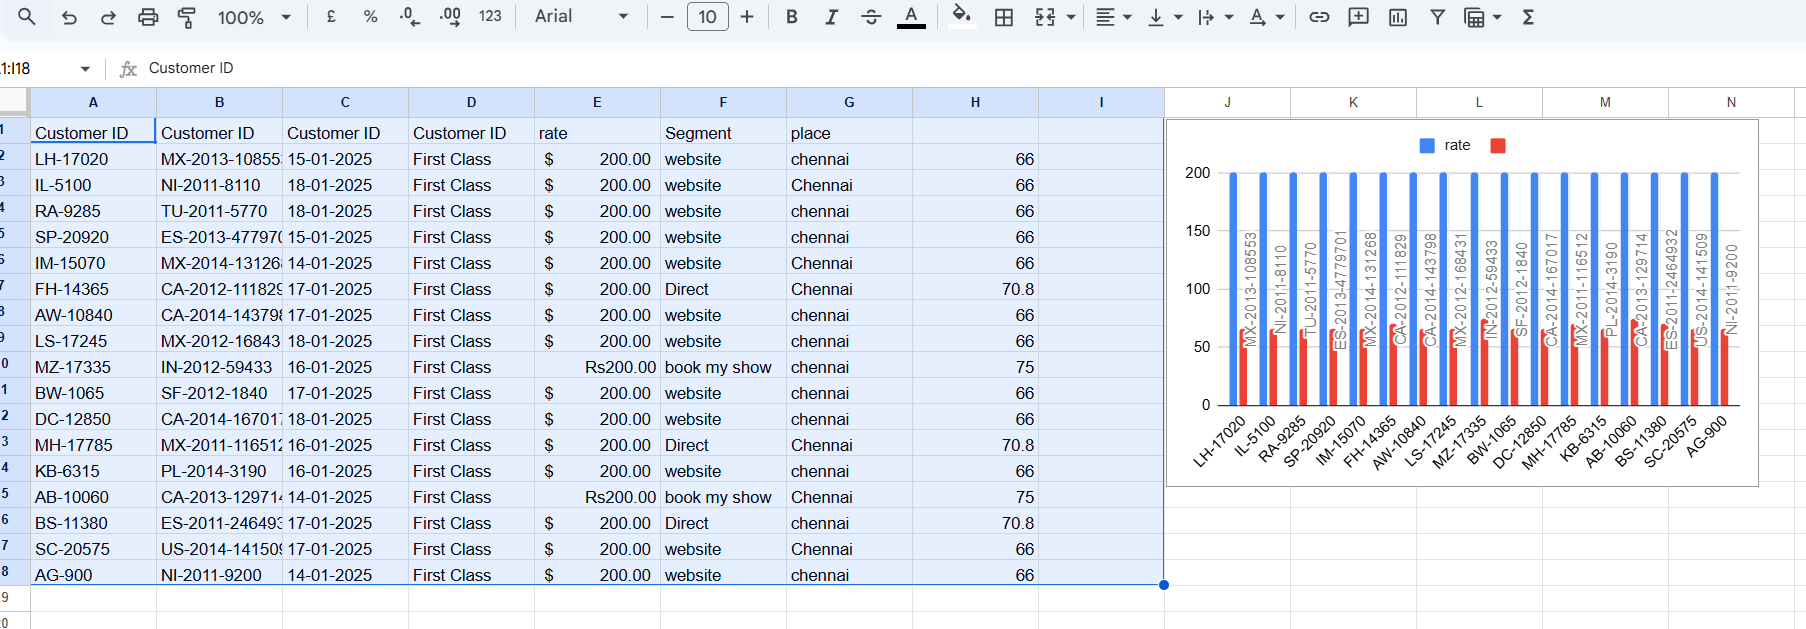 100% £ % .0 .00 123 Arial 10 B I A A Σ
1:I18 fx Customer ID
A B C D E F G H I J K L M N
1 Customer ID Customer ID Customer ID Customer ID rate Segment place
2 LH-17020 MX-2013-10855 15-01-2025 First Class $ 200.00 website chennai 66
3 IL-5100 NI-2011-8110 18-01-2025 First Class $ 200.00 website Chennai 66
4 RA-9285 TU-2011-5770 18-01-2025 First Class $ 200.00 website chennai 66
5 SP-20920 ES-2013-477970 15-01-2025 First Class $ 200.00 website chennai 66
6 IM-15070 MX-2014-13126 14-01-2025 First Class $ 200.00 website Chennai 66
7 FH-14365 CA-2012-111829 17-01-2025 First Class $ 200.00 Direct Chennai 70.8
8 AW-10840 CA-2014-14379 17-01-2025 First Class $ 200.00 website chennai 66
9 LS-17245 MX-2012-16843 18-01-2025 First Class $ 200.00 website chennai 66
0 MZ-17335 IN-2012-59433 16-01-2025 First Class Rs200.00 book my show chennai 75
1 BW-1065 SF-2012-1840 17-01-2025 First Class $ 200.00 website chennai 66
2 DC-12850 CA-2014-16701 18-01-2025 First Class $ 200.00 website chennai 66
3 MH-17785 MX-2011-116512 16-01-2025 First Class $ 200.00 Direct Chennai 70.8
4 KB-6315 PL-2014-3190 16-01-2025 First Class $ 200.00 website chennai 66
5 AB-10060 CA-2013-12971 14-01-2025 First Class Rs200.00 book my show Chennai 75
6 BS-11380 ES-2011-246493 17-01-2025 First Class $ 200.00 Direct chennai 70.8
7 SC-20575 US-2014-14150 17-01-2025 First Class $ 200.00 website Chennai 66
8 AG-900 NI-2011-9200 14-01-2025 First Class $ 200.00 website chennai 66
9
0
rate
200
150
100
50
0
MX-2013-108553
NI-2011-8110
TU-2011-5770
ES-2013-4779701
MX-2014-131268
CA-2012-111829
CA-2014-143798
MX-2012-168431
IN-2012-59433
SF-2012-1840
CA-2014-167017
MX-2011-116512
PL-2014-3190
CA-2013-129714
ES-2011-2464932
US-2014-141509
NI-2011-9200
LH-17020
IL-5100
RA-9285
SP-20920
IM-15070
FH-14365
AW-10840
LS-17245
MZ-17335
BW-1065
DC-12850
MH-17785
KB-6315
AB-10060
BS-11380
SC-20575
AG-900